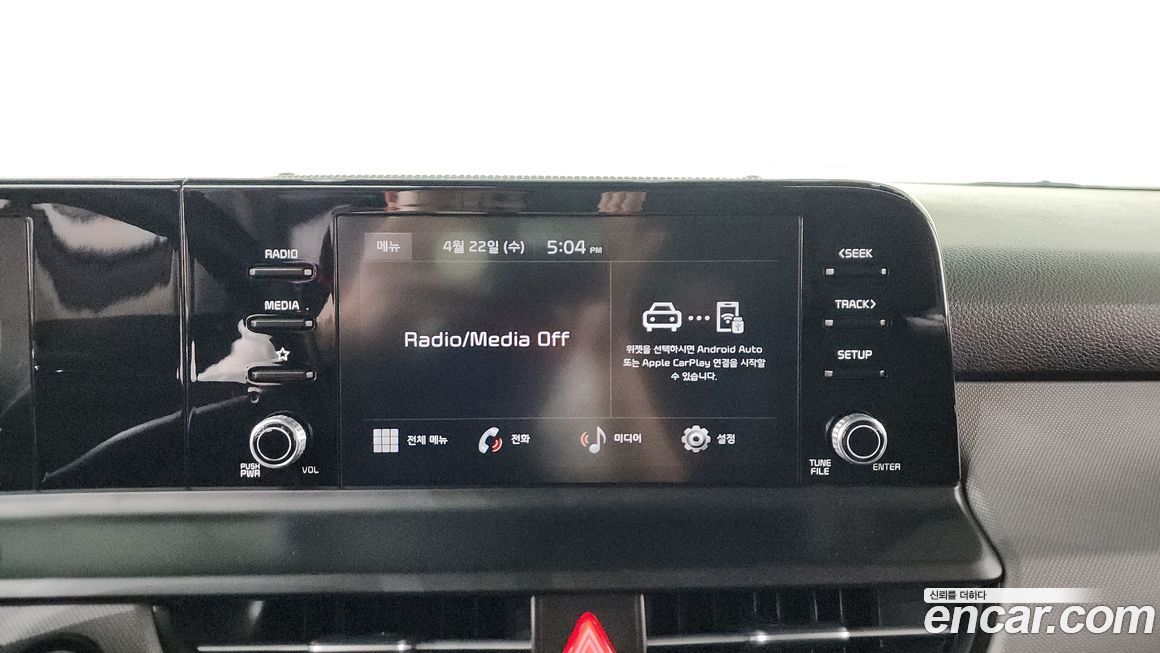 RADIO
MEDIA
PUSH
PWR
VOL
메뉴
4월 22일 (수) 5:04 PM
Radio/Media Off
위젯을 선택하시면 Android Auto
또는 Apple CarPlay 연결을 시작할
수 있습니다.
전체 메뉴 전화 미디어 설정
<SEEK
TRACK>
SETUP
TUNE
FILE
ENTER
신뢰를 더하다
encar.com